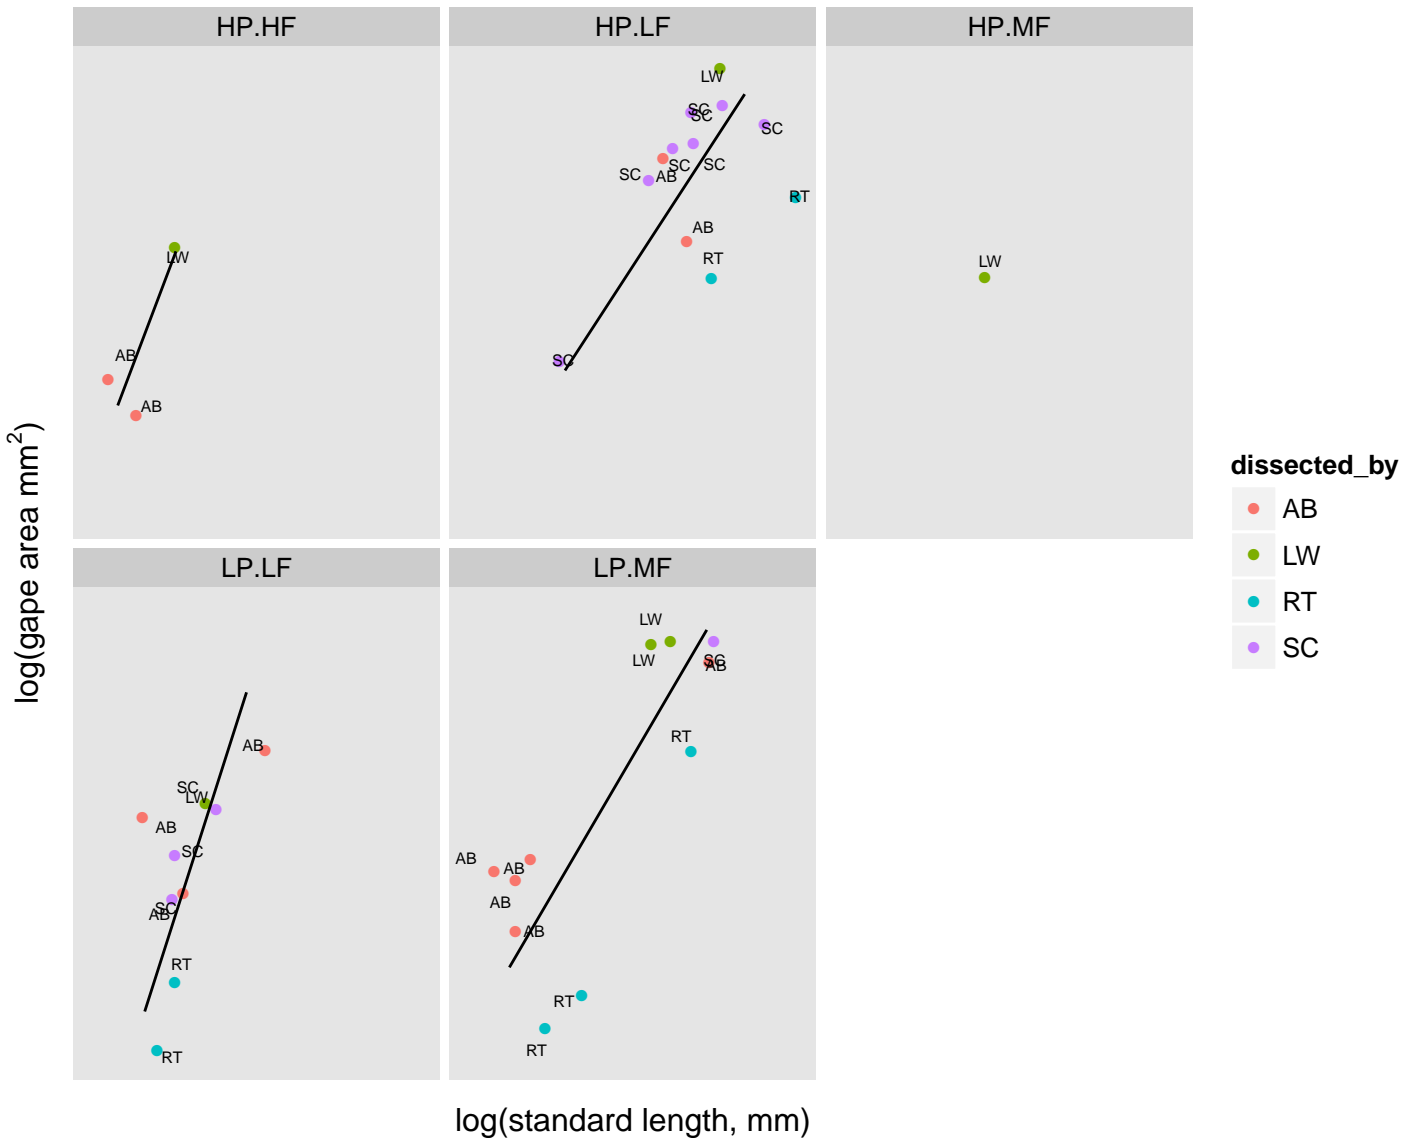 HP.HF
HP.LF
HP.MF
LW
AB
AB
LW
SC
SC
SC
SC
SC
SC
AB
RT
AB
RT
SC
LW
log(gape area mm²)
dissected_by
AB
LW
RT
SC
LP.LF
LP.MF
AB
SC
LW
AB
SC
SC
AB
RT
RT
LW
LW
SC
AB
RT
AB
AB
AB
AB
RT
RT
log(standard length, mm)